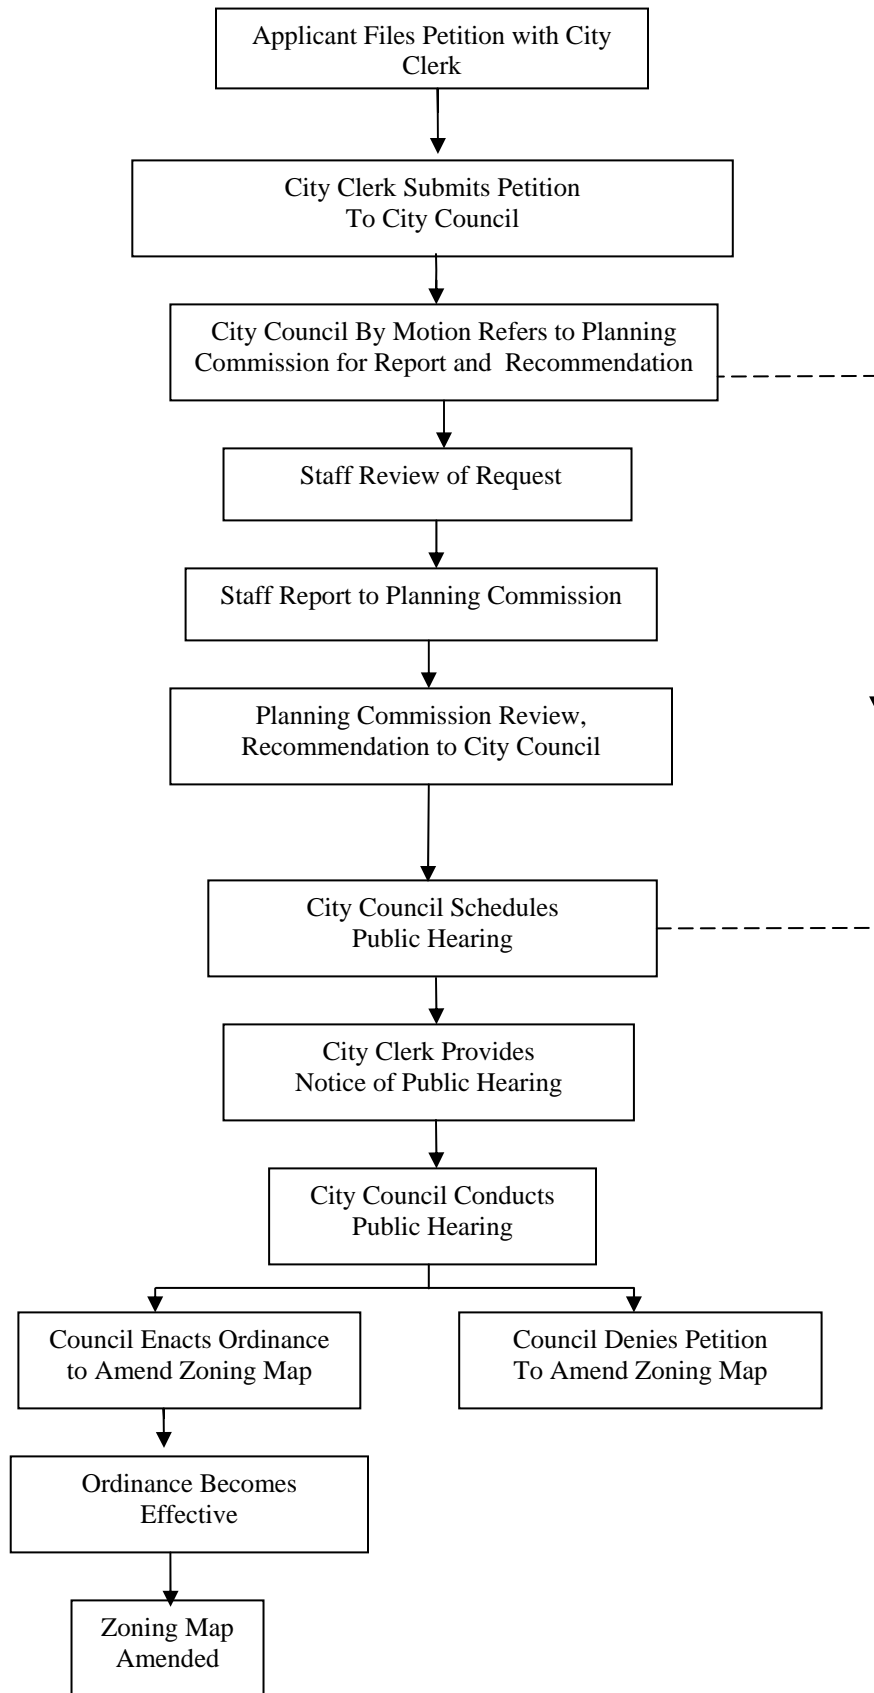 Applicant Files Petition with City
Clerk
City Clerk Submits Petition
To City Council
City Council By Motion Refers to Planning
Commission for Report and  Recommendation
Staff Review of Request
Staff Report to Planning Commission
Planning Commission Review,
Recommendation to City Council
City Council Schedules
Public Hearing
City Clerk Provides
Notice of Public Hearing
City Council Conducts
Public Hearing
Council Enacts Ordinance
to Amend Zoning Map
Council Denies Petition
To Amend Zoning Map
Ordinance Becomes
Effective
Zoning Map
Amended